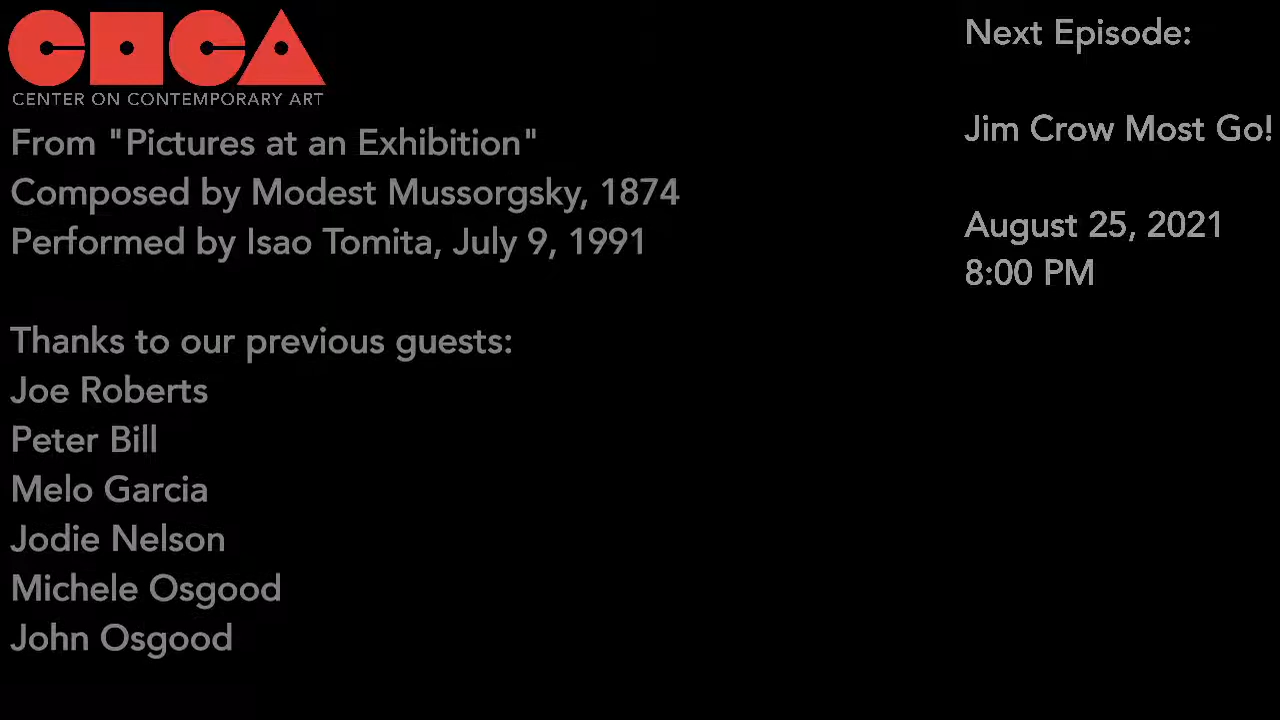 COCA
CENTER ON CONTEMPORARY ART
From "Pictures at an Exhibition"
Composed by Modest Mussorgsky, 1874
Performed by Isao Tomita, July 9, 1991
Thanks to our previous guests:
Joe Roberts
Peter Bill
Melo Garcia
Jodie Nelson
Michele Osgood
John Osgood
Next Episode:
Jim Crow Most Go!
August 25, 2021
8:00 PM